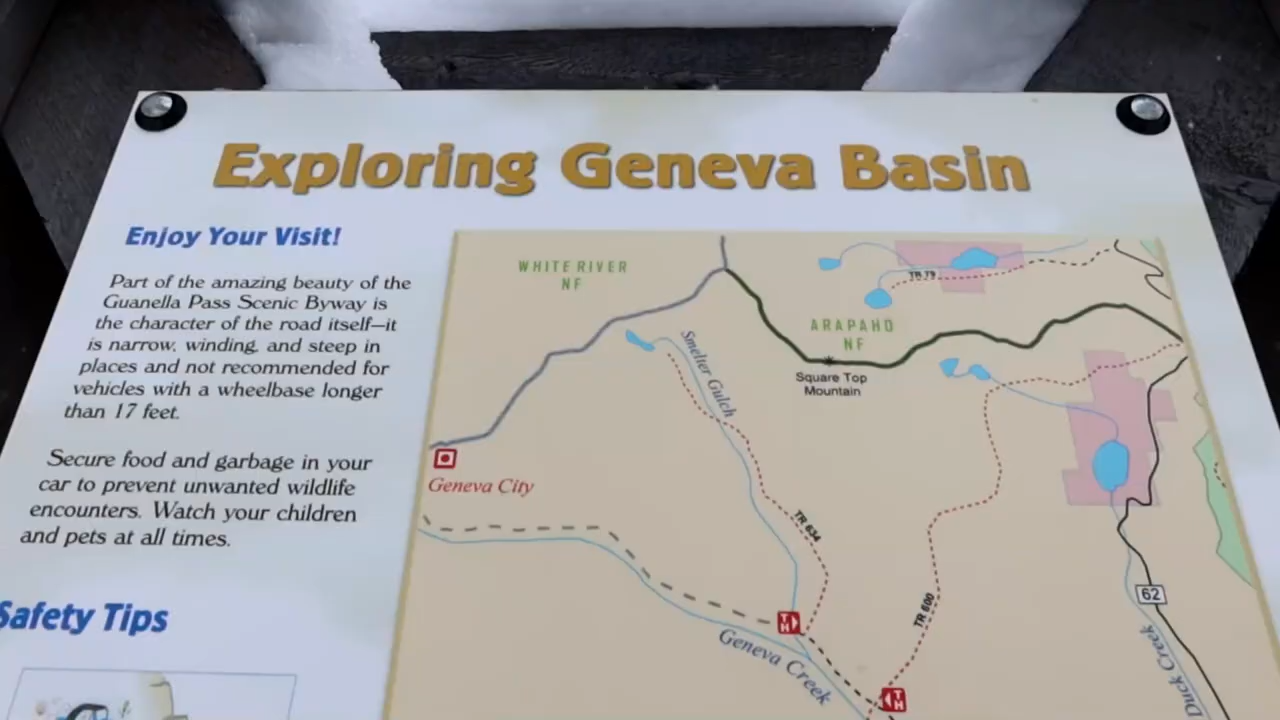 Exploring Geneva Basin
Enjoy Your Visit!
Part of the amazing beauty of the
Guanella Pass Scenic Byway is
the character of the road itself—it
is narrow, winding, and steep in
places and not recommended for
vehicles with a wheelbase longer
than 17 feet.
Secure food and garbage in your
car to prevent unwanted wildlife
encounters. Watch your children
and pets at all times.
Safety Tips
WHITE RIVER
NF
TR 79
ARAPAHO
NF
Square Top
Mountain
Smelter Gulch
Geneva City
TR 634
TR 600
62
TH
Geneva Creek
TH
Duck Creek